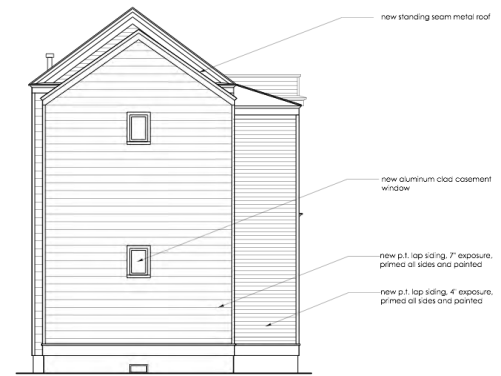 new standing seam metal roof
new aluminum clad casement
window
new p.t. lap siding, 7" exposure,
primed all sides and painted
new p.t. lap siding, 4" exposure,
primed all sides and painted